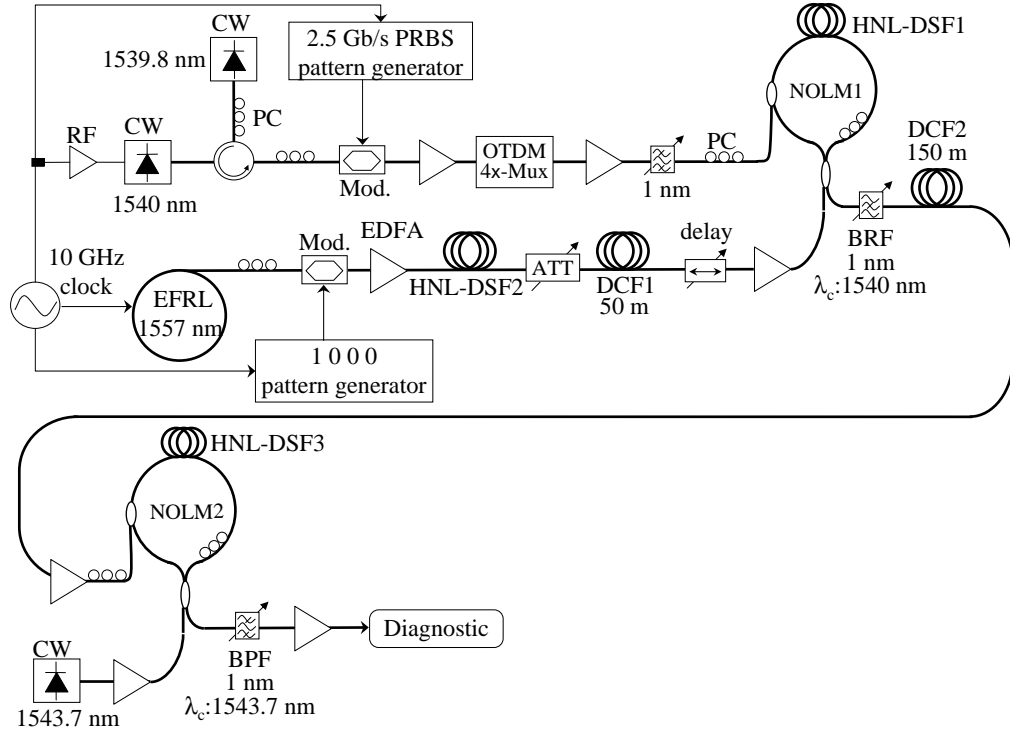 CW
2.5 Gb/s PRBS
pattern generator
1539.8 nm
HNL-DSF1
NOLM1
PC
RF
CW
OTDM
4x-Mux
PC
DCF2
150 m
Mod.
1 nm
1540 nm
BRF
1 nm
λc:1540 nm
10 GHz
clock
Mod.
EDFA
delay
ATT
HNL-DSF2
DCF1
50 m
EFRL
1557 nm
1 0 0 0
pattern generator
HNL-DSF3
NOLM2
Diagnostic
CW
BPF
1 nm
λc:1543.7 nm
1543.7 nm